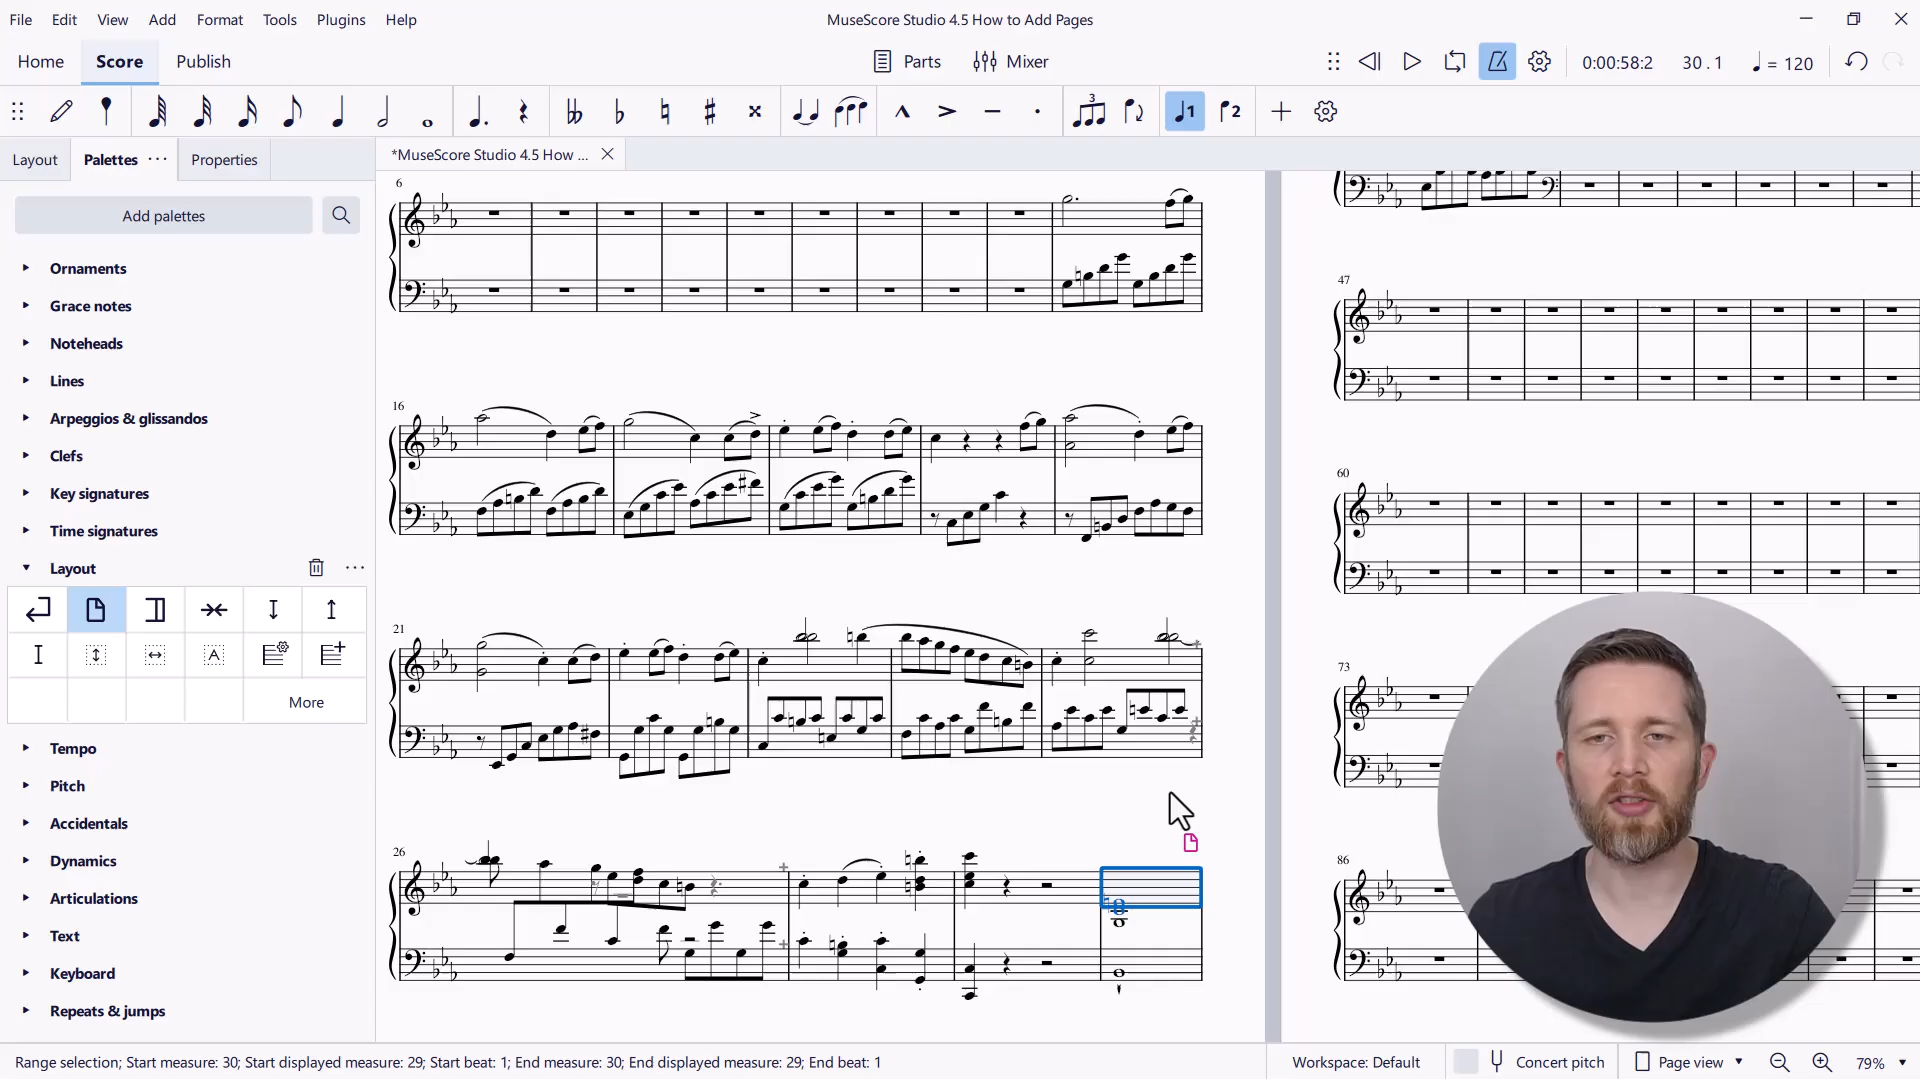 File Edit View Add Format Tools Plugins Help
MuseScore Studio 4.5 How to Add Pages
Home Score Publish
Parts Mixer
0:00:58:2 30 . 1 = 120
3
1 2
Layout Palettes ··· Properties
*MuseScore Studio 4.5 How ...
Add palettes
Ornaments
Grace notes
Noteheads
Lines
Arpeggios & glissandos
Clefs
Key signatures
Time signatures
Layout
A
More
Tempo
Pitch
Accidentals
Dynamics
Articulations
Text
Keyboard
Repeats & jumps
6
16
21
26
47
60
73
86
Range selection; Start measure: 30; Start displayed measure: 29; Start beat: 1; End measure: 30; End displayed measure: 29; End beat: 1
Workspace: Default Concert pitch Page view 79%